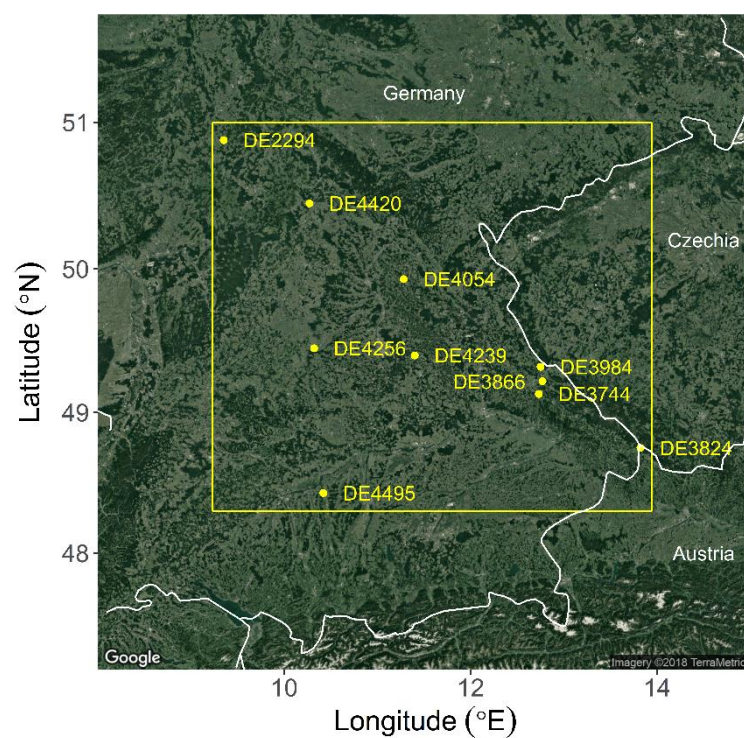 Germany
51
DE2294
DE4420
Czechia
50
DE4054
DE4256
DE4239
DE3984
DE3866
DE3744
49
DE3824
DE4495
48
Austria
Google
Imagery ©2018 TerraMetric
10
12
14
Latitude (°N)
Longitude (°E)